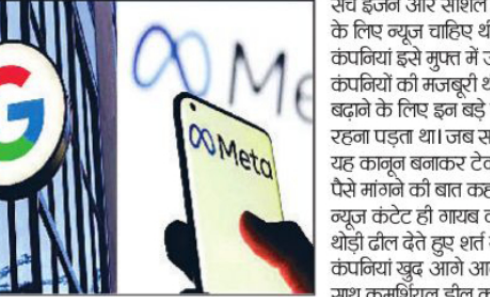 G
Me
Meta
सर्च इंजन और सोशल
के लिए न्यूज चाहिए थी
कंपनियां इसे मुफ्त में उ
कंपनियों की मजबूरी थ
बढ़ाने के लिए इन बड़े
रहना पड़ता था। जब स
यह कानून बनाकर टेव
पैसे मांगने की बात कह
न्यूज कंटेट ही गायब क
थोड़ी ढील देते हुए शर्त
कंपनियां खुद आगे आ
साथ कमर्शियल डील क